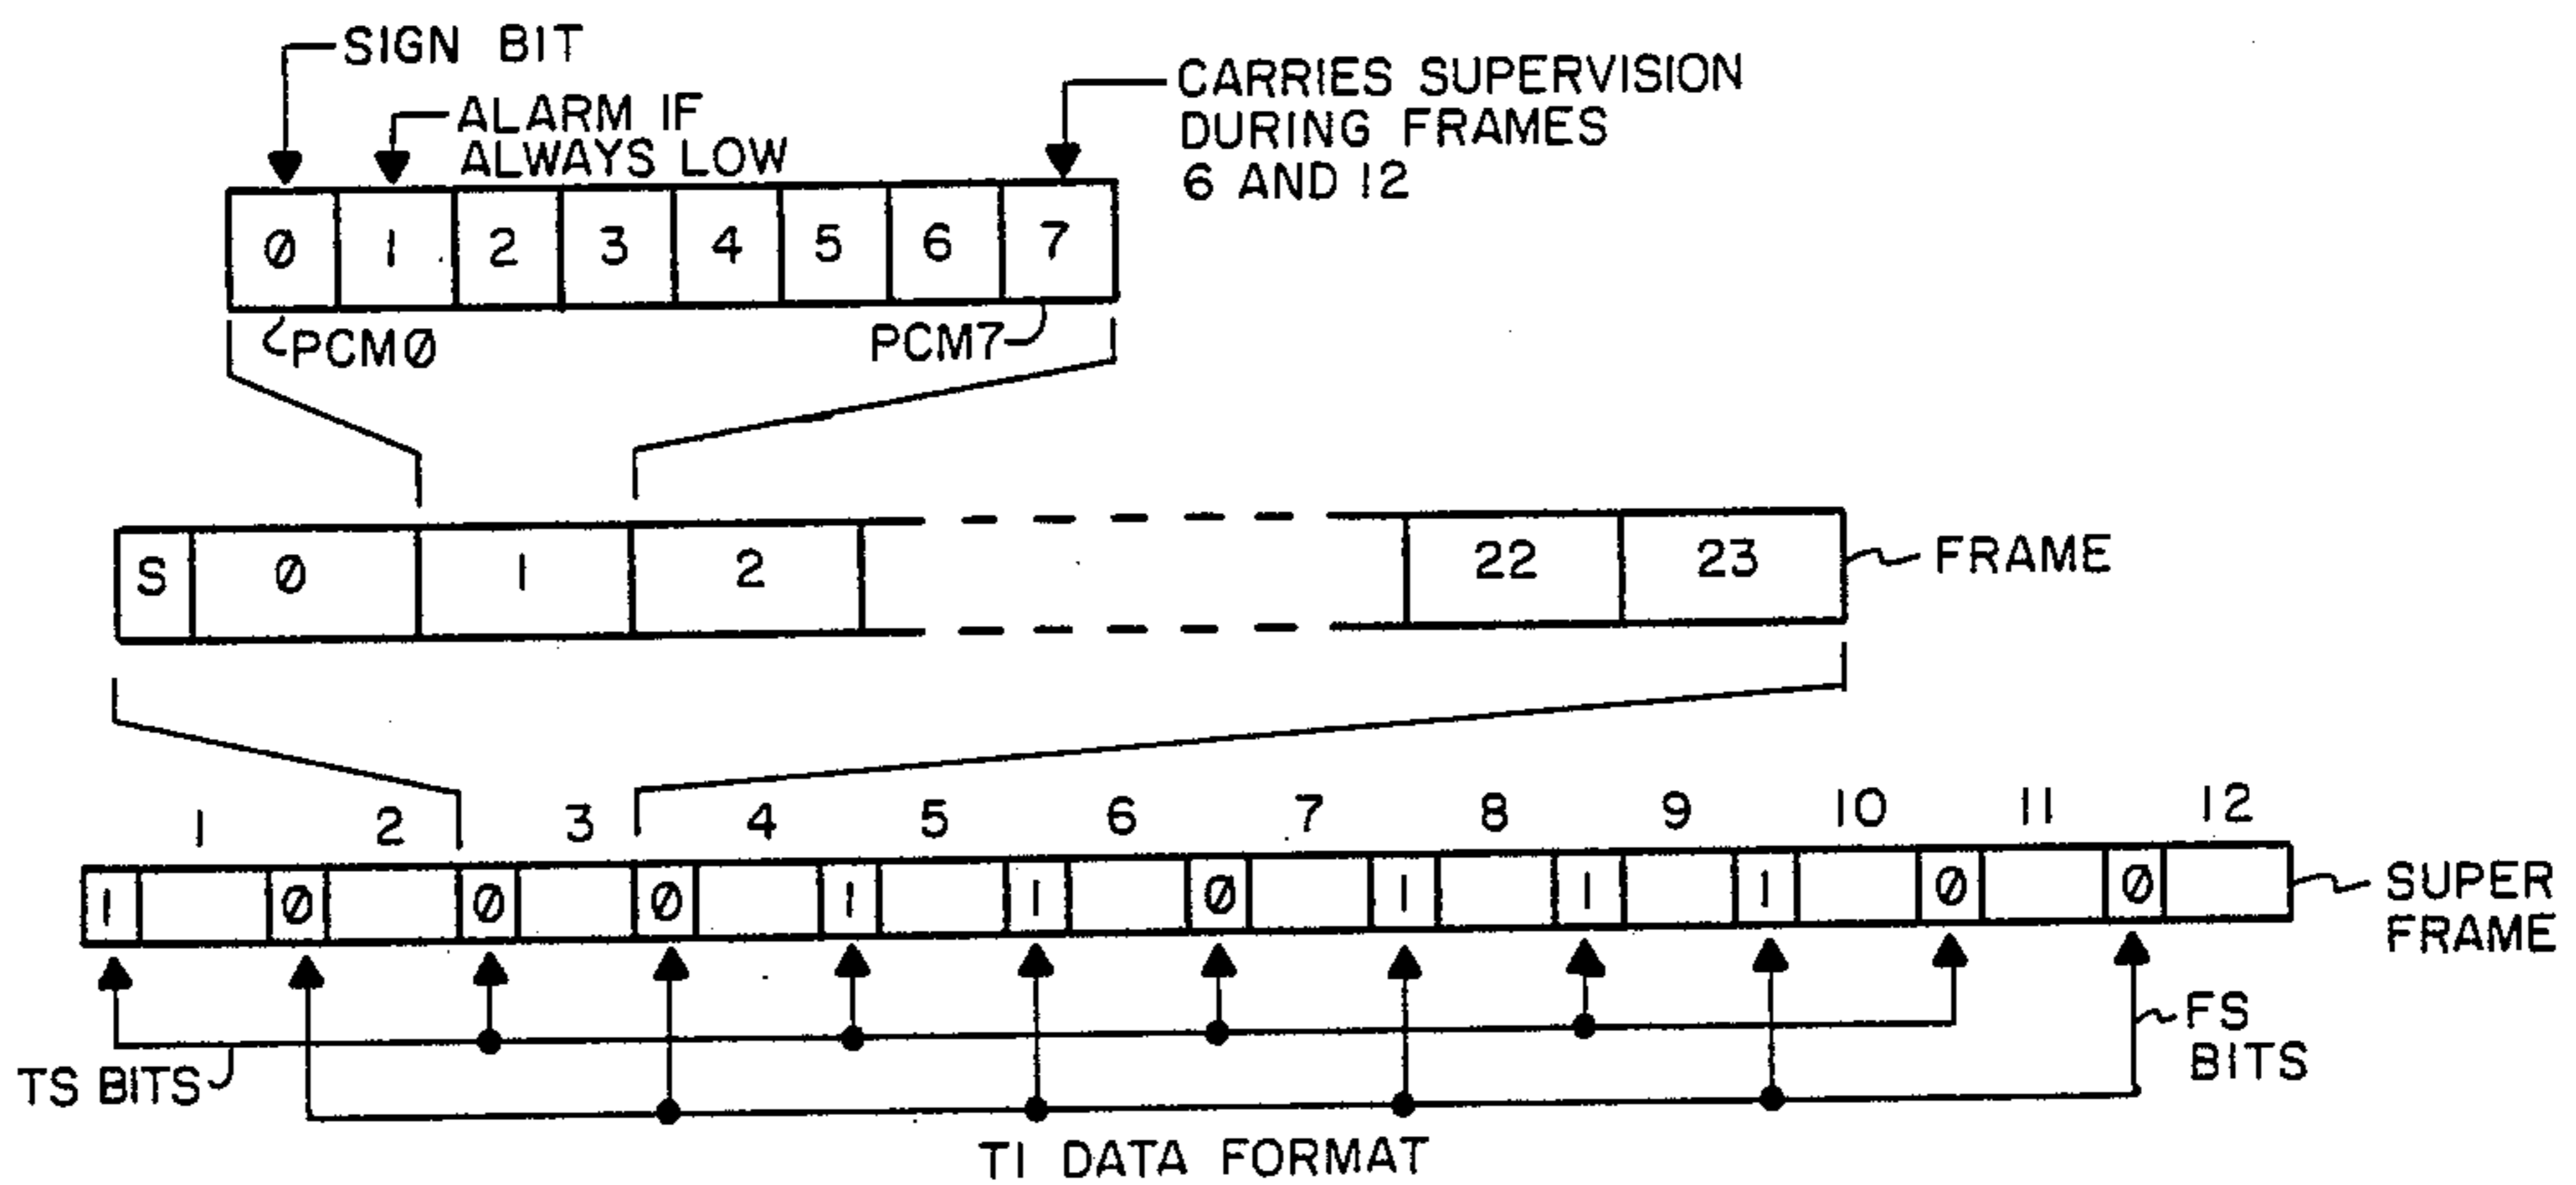 SIGN BIT
ALARM IF
ALWAYS LOW
CARRIES SUPERVISION
DURING FRAMES
6 AND 12
Ø 1 2 3 4 5 6 7
PCMØ
PCM7
S Ø 1 2 22 23
FRAME
1 2 3 4 5 6 7 8 9 10 11 12
1 Ø Ø Ø 1 1 Ø 1 1 1 Ø Ø
SUPER
FRAME
FS
BITS
TS BITS
T1 DATA FORMAT